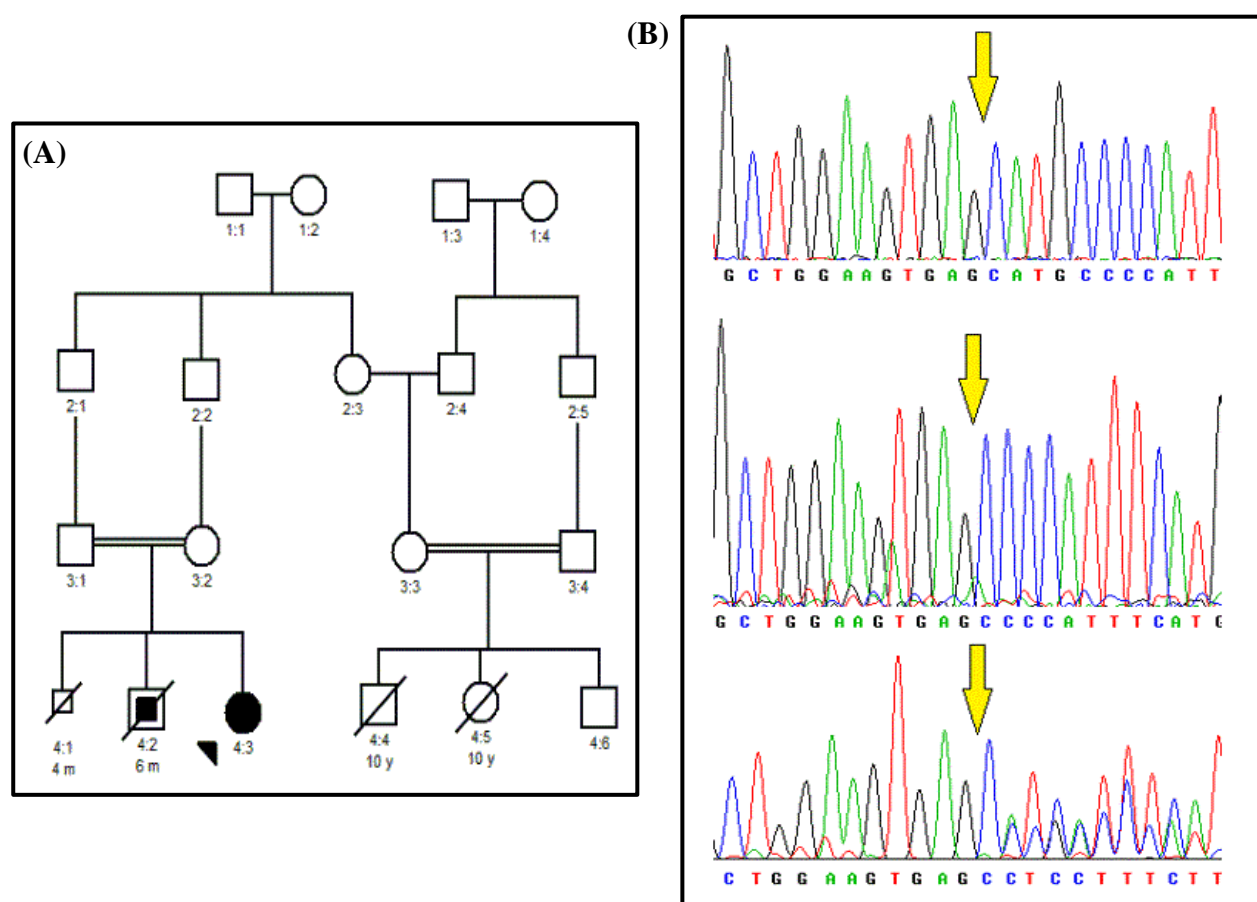 (A)
1:1 1:2 1:3 1:4
2:1 2:2 2:3 2:4 2:5
3:1 3:2 3:3 3:4
4:1 4:2 4:3 4:4 4:5 4:6
4 m 6 m 10 y 10 y
(B)
G C T G G A A G T G A G C A T G C C C C A T T
G C T G G A A G T G A G C C C C A T T T C A T G
C T G G A A G T G A G C C T C C T T T C T T